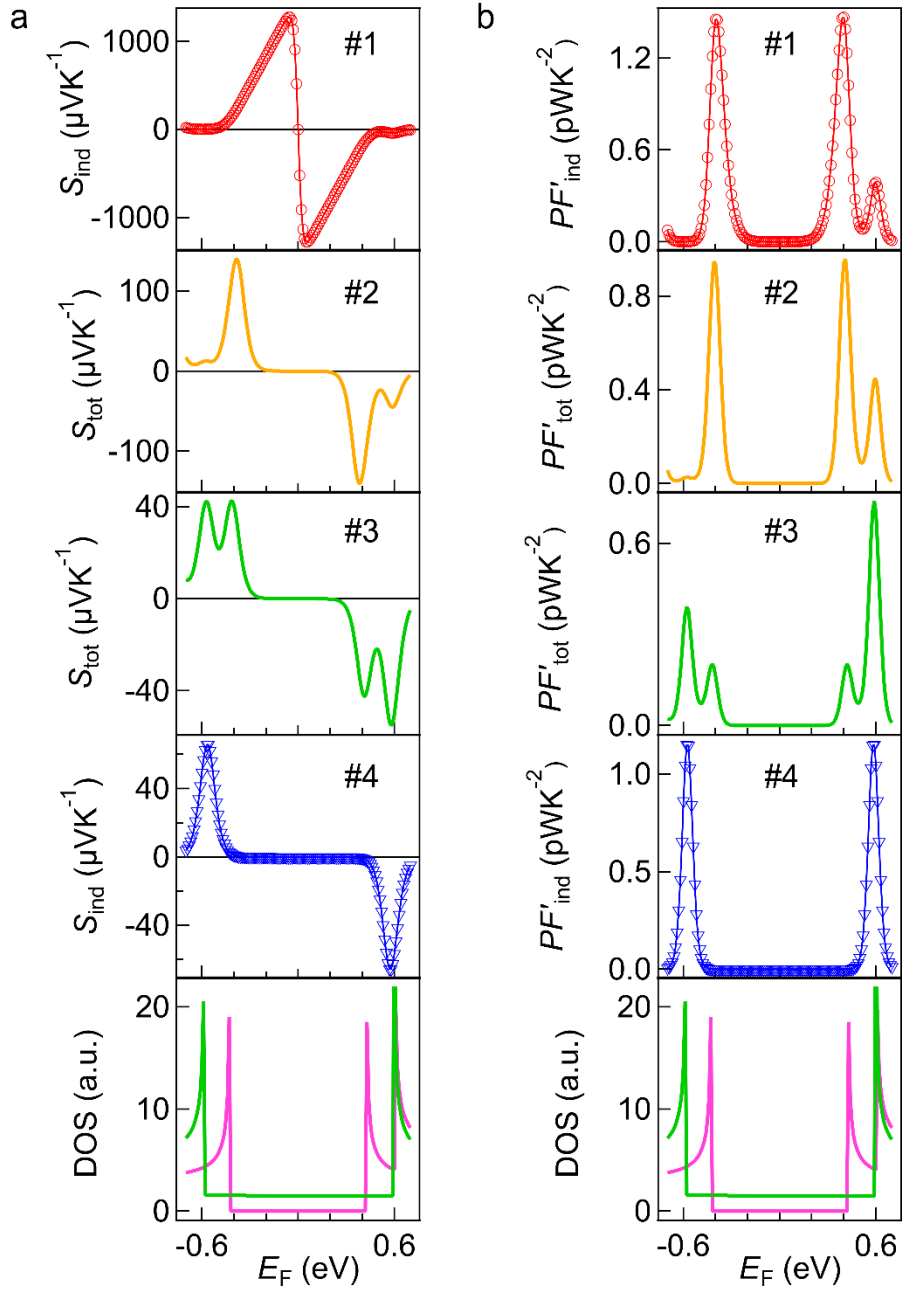 a
1000
0
-1000
S_ind (µVK⁻¹)
#1
100
0
-100
S_tot (µVK⁻¹)
#2
40
0
-40
S_tot (µVK⁻¹)
#3
40
0
-40
S_ind (µVK⁻¹)
#4
20
10
0
DOS (a.u.)
-0.6
0.6
E_F (eV)
b
1.2
0.6
0.0
PF'_ind (pWK⁻²)
#1
0.8
0.4
0.0
PF'_tot (pWK⁻²)
#2
0.6
0.0
PF'_tot (pWK⁻²)
#3
1.0
0.5
0.0
PF'_ind (pWK⁻²)
#4
20
10
0
DOS (a.u.)
-0.6
0.6
E_F (eV)